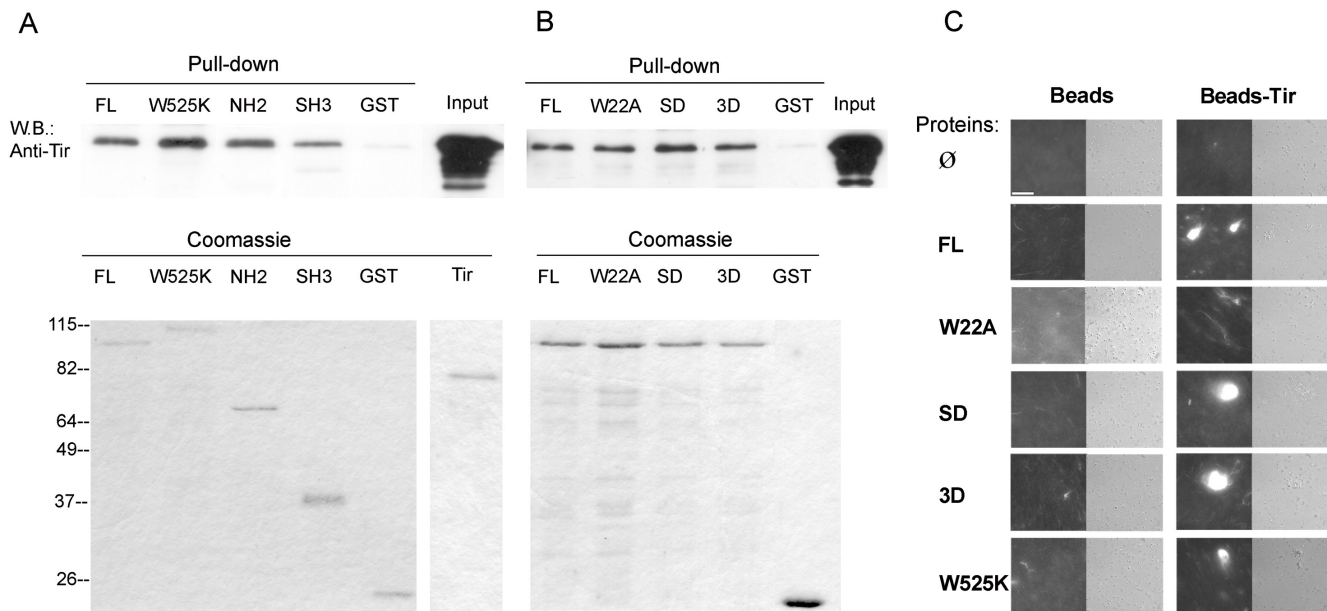 A
Pull-down
FL W525K NH2 SH3 GST Input
W.B.:
Anti-Tir
Coomassie
FL W525K NH2 SH3 GST Tir
115--
82--
64--
49--
37--
26--
B
Pull-down
FL W22A SD 3D GST Input
Coomassie
FL W22A SD 3D GST
C
Beads Beads-Tir
Proteins:
Ø
FL
W22A
SD
3D
W525K